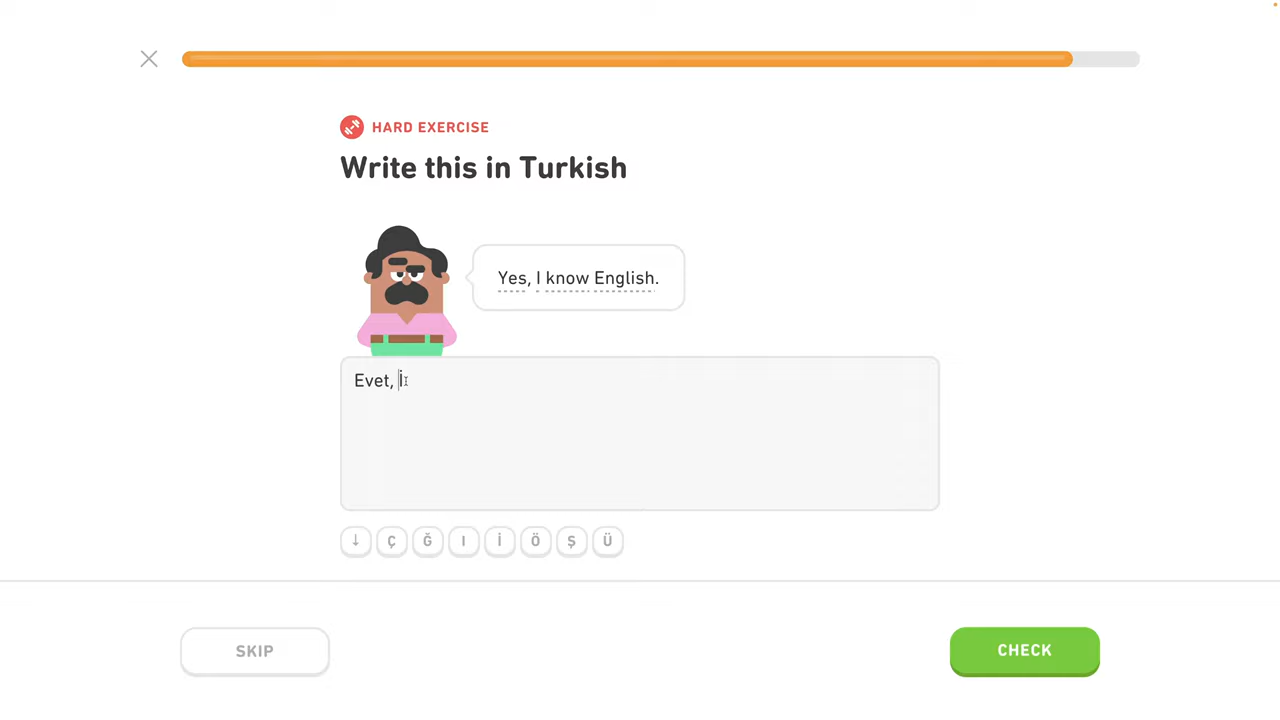 HARD EXERCISE
Write this in Turkish
Yes, I know English.
Evet, İ
↓ Ç Ğ I İ Ö Ş Ü
SKIP
CHECK